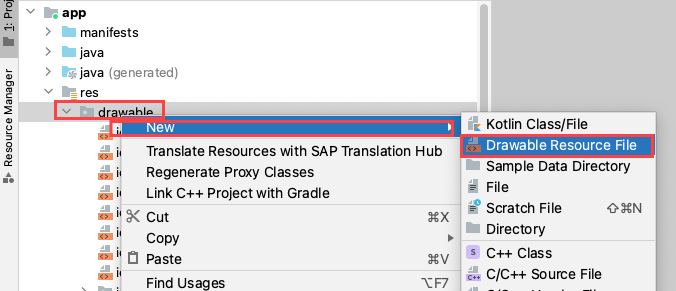 1: Proj
Resource Manager
app
manifests
java
java (generated)
res
drawable
New
Translate Resources with SAP Translation Hub
Regenerate Proxy Classes
Link C++ Project with Gradle
Cut ⌘X
Copy
Paste ⌘V
Find Usages ⌥F7
Kotlin Class/File
Drawable Resource File
Sample Data Directory
File
Scratch File ⇧⌘N
Directory
C++ Class
C/C++ Source File